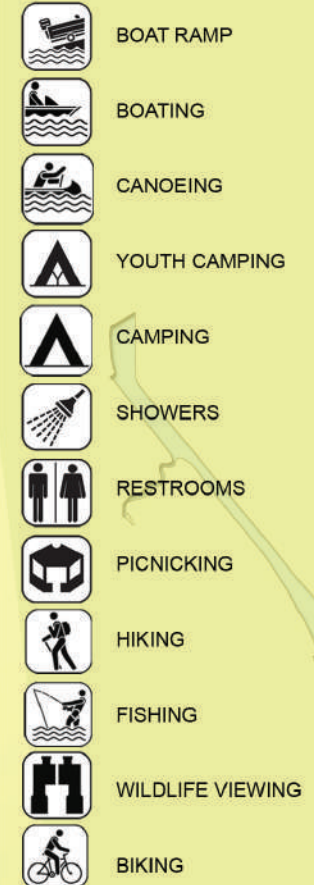 BOAT RAMP
BOATING
CANOEING
YOUTH CAMPING
CAMPING
SHOWERS
RESTROOMS
PICNICKING
HIKING
FISHING
WILDLIFE VIEWING
BIKING